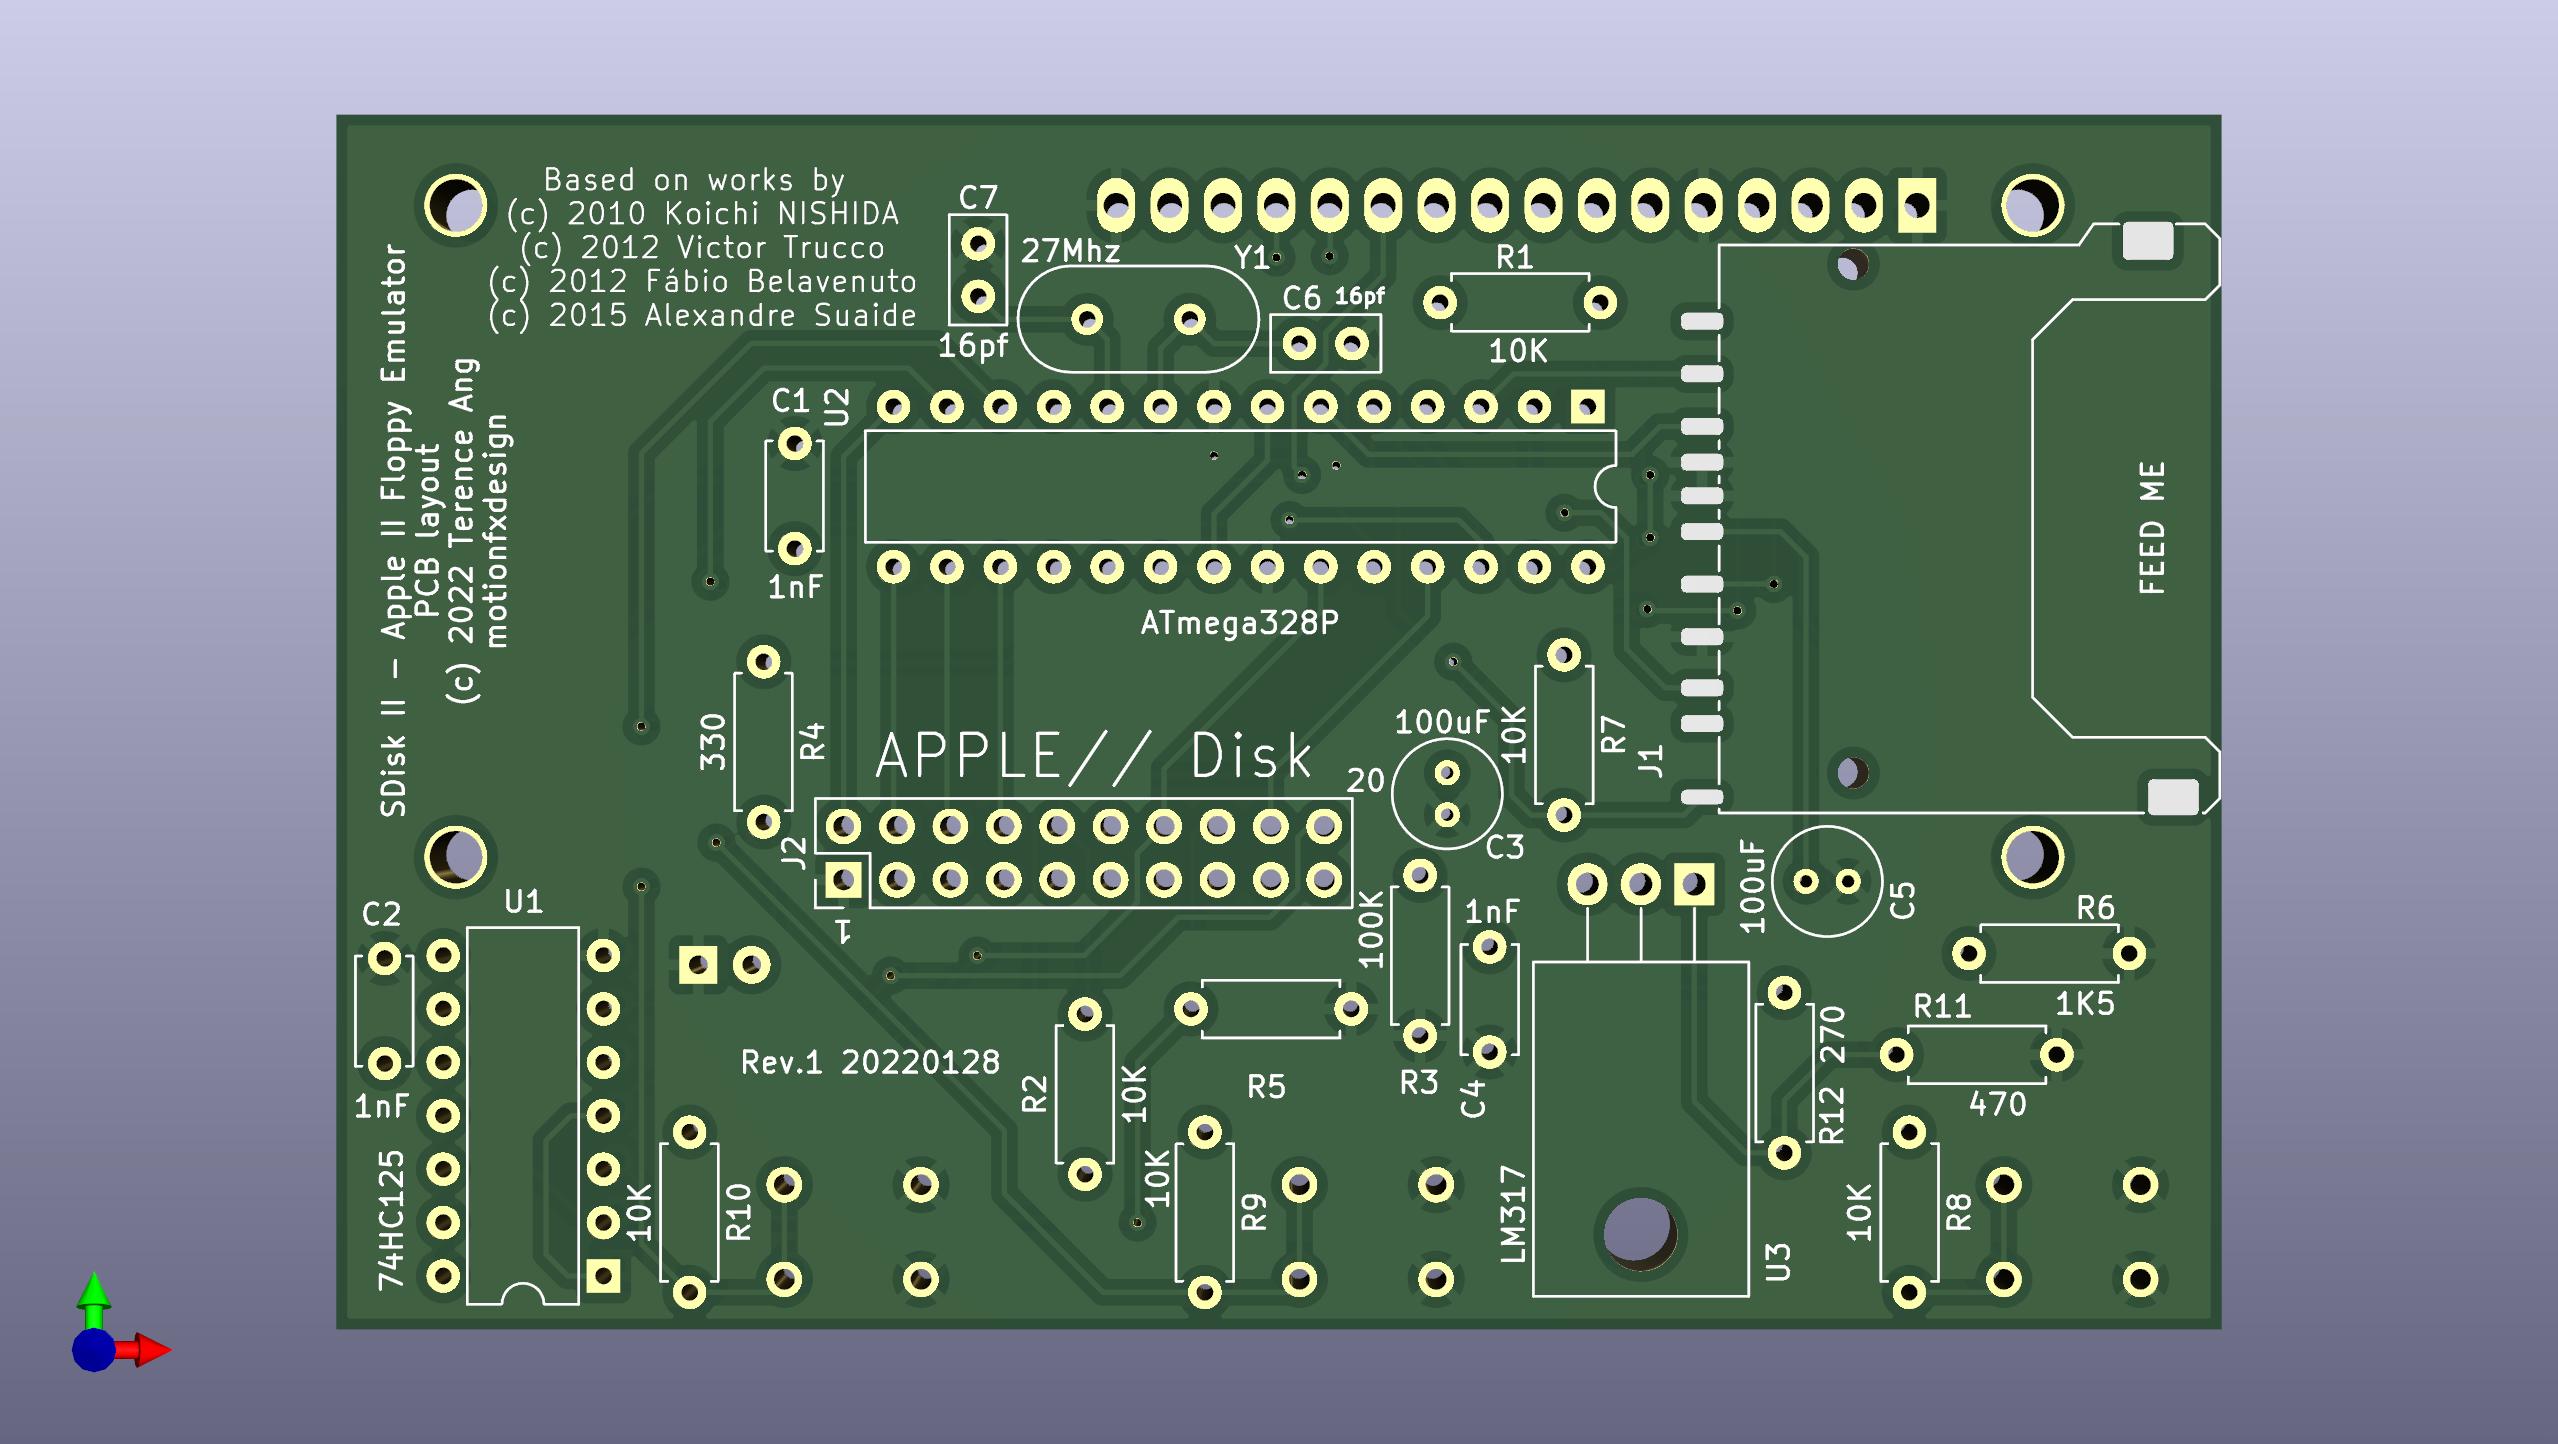 Based on works by
(c) 2010 Koichi NISHIDA
(c) 2012 Victor Trucco
(c) 2012 Fábio Belavenuto
(c) 2015 Alexandre Suaide
SDisk II - Apple II Floppy Emulator
PCB layout
(c) 2022 Terence Ang
motionfxdesign
C7
16pf
27Mhz
Y1
C6
16pf
R1
10K
C1
1nF
U2
ATmega328P
FEED ME
J1
330
R4
APPLE// Disk
J2
1
100uF
20
C3
10K
R7
100uF
C5
C2
1nF
U1
74HC125
Rev.1 20220128
R2
10K
R5
100K
R3
1nF
C4
R6
1K5
R11
470
270
R12
10K
R10
10K
R9
LM317
U3
10K
R8